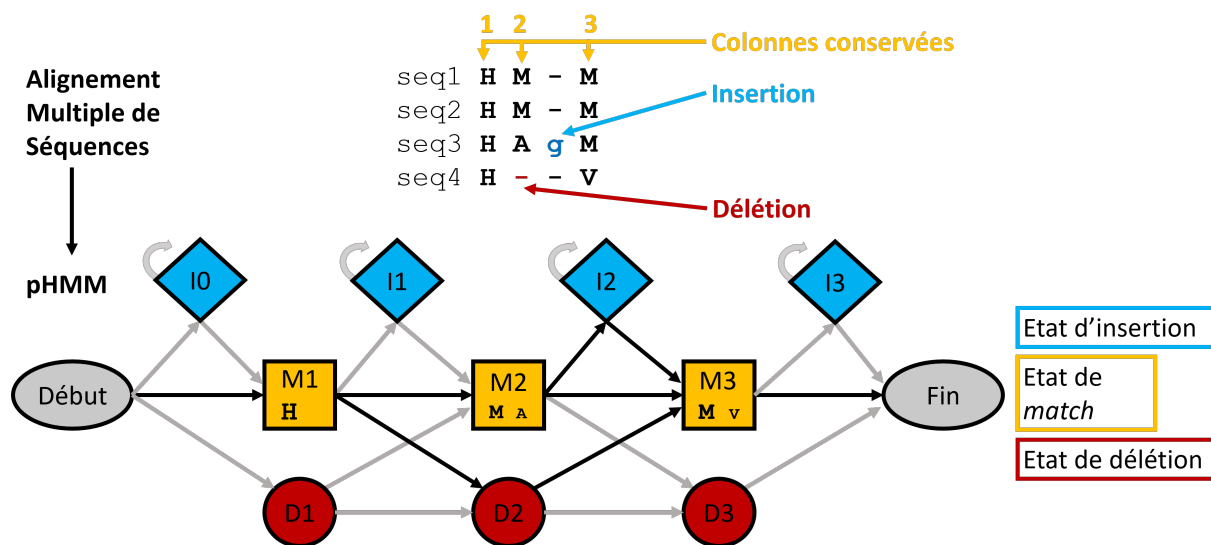 1 2 3
Colonnes conservées
Alignement
Multiple de
Séquences
seq1 H M - M
seq2 H M - M
seq3 H A g M
seq4 H - - V
Insertion
Délétion
pHMM
I0 I1 I2 I3
Début
M1
H
M2
M A
M3
M V
Fin
D1 D2 D3
Etat d'insertion
Etat de
match
Etat de délétion